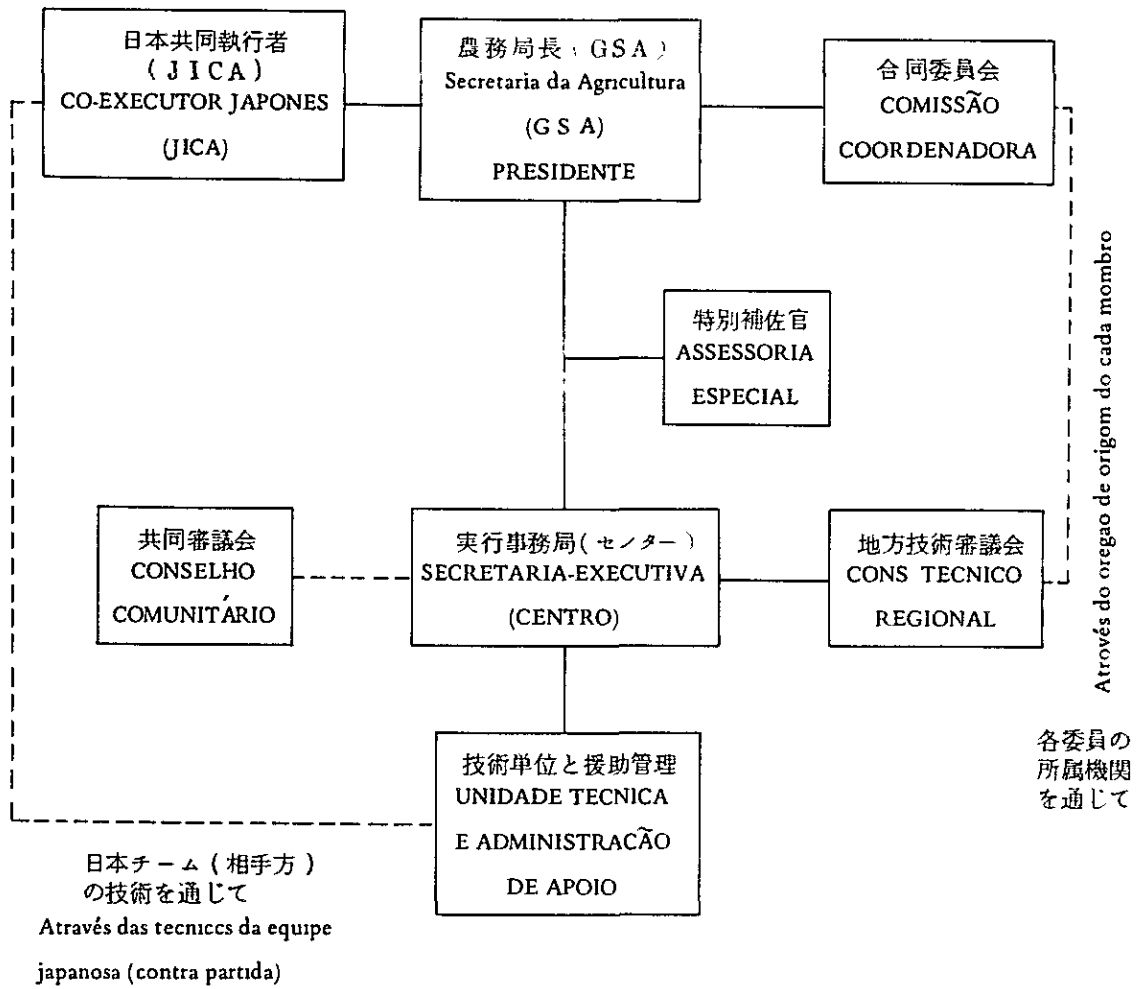 日本共同執行者
(JICA)
CO-EXECUTOR JAPONES
(JICA)
農務局長(GSA)
Secretaria da Agricultura
(G S A)
PRESIDENTE
合同委員会
COMISSÃO
COORDENADORA
特別補佐官
ASSESSORIA
ESPECIAL
Atrovés do oregao de origom do cada mombro
共同審議会
CONSELHO
COMUNITÁRIO
実行事務局(センター)
SECRETARIA-EXECUTIVA
(CENTRO)
地方技術審議会
CONS TECNICO
REGIONAL
各委員の
所属機関
を通じて
技術単位と援助管理
UNIDADE TECNICA
E ADMINISTRACÃO
DE APOIO
日本チーム(相手方)
の技術を通じて
Através das tecniccs da equipe
japanosa (contra partida)